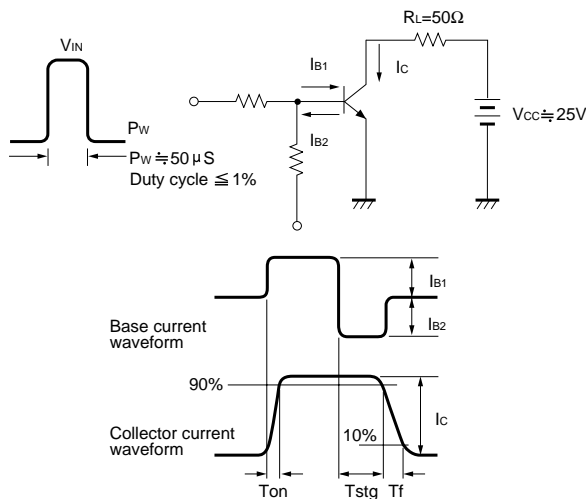 VIN
PW
PW≒50μS
Duty cycle ≦ 1%
IB1
IB2
IC
RL=50Ω
VCC≒25V
Base current
waveform
IB1
IB2
90%
Collector current
waveform
10%
IC
Ton
Tstg
Tf